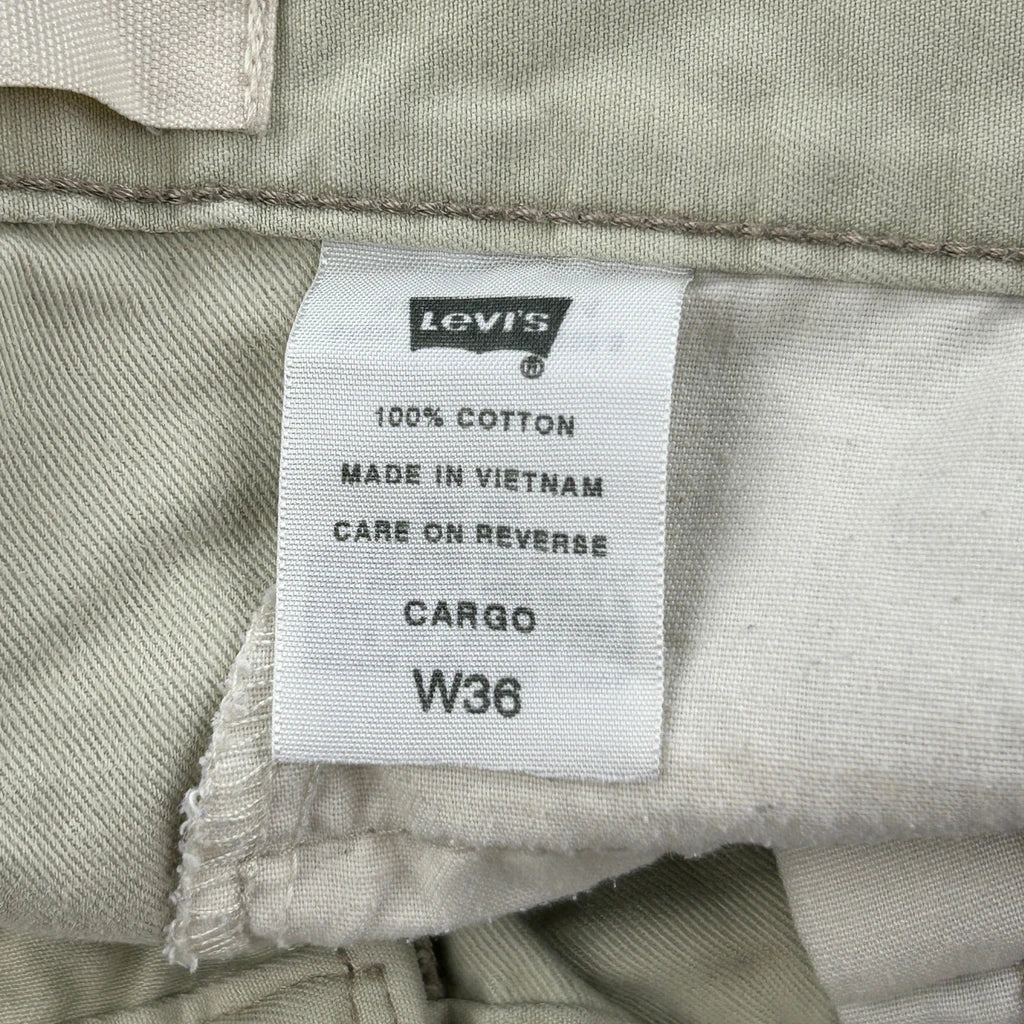 Levi's
®
100% COTTON
MADE IN VIETNAM
CARE ON REVERSE
CARGO
W36